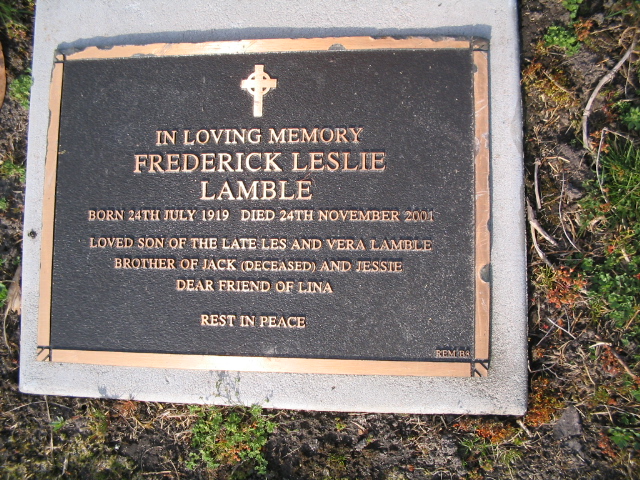 IN LOVING MEMORY
FREDERICK LESLIE
LAMBLE
BORN 24TH JULY 1919 DIED 24TH NOVEMBER 2001
LOVED SON OF THE LATE LES AND VERA LAMBLE
BROTHER OF JACK (DECEASED) AND JESSIE
DEAR FRIEND OF LINA
REST IN PEACE